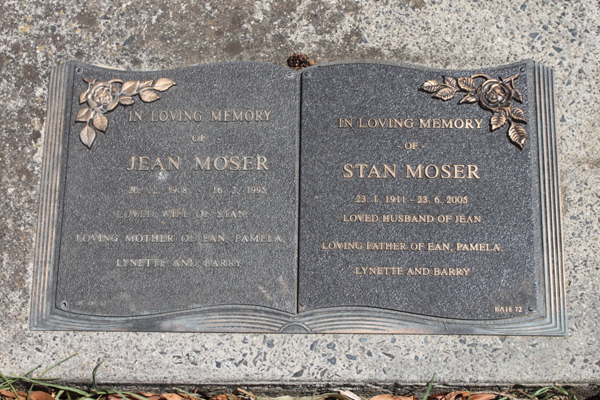 IN LOVING MEMORY
OF
JEAN MOSER
1908 16. 3. 1995
LOVED WIFE OF STAN
LOVING MOTHER OF EAN, PAMELA,
LYNETTE AND BARRY
IN LOVING MEMORY
OF
STAN MOSER
23. 1. 1911 - 23. 6. 2005
LOVED HUSBAND OF JEAN
LOVING FATHER OF EAN, PAMELA,
LYNETTE AND BARRY
BA18 72